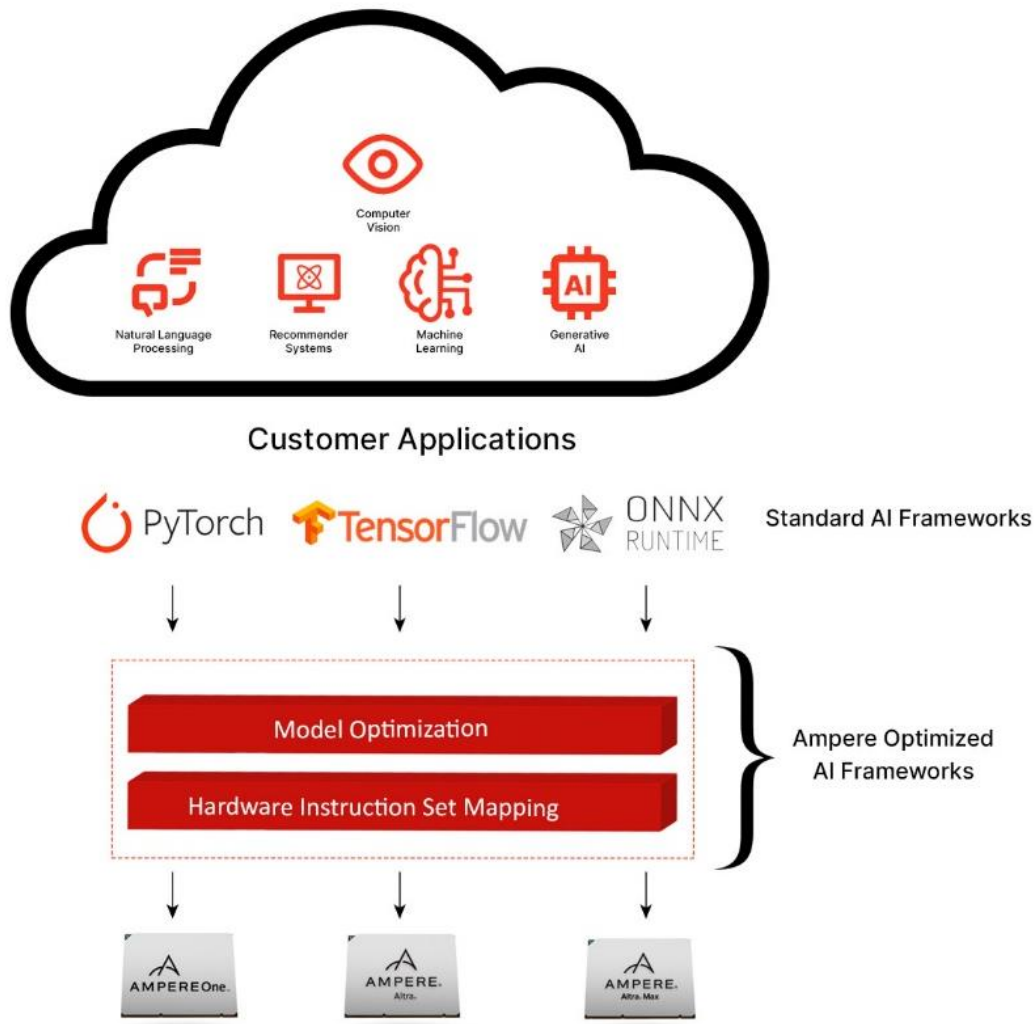 Computer
Vision
AI
Natural Language
Processing
Recommender
Systems
Machine
Learning
Generative
AI
Customer Applications
PyTorch
TensorFlow
ONNX
RUNTIME
Standard AI Frameworks
Model Optimization
Hardware Instruction Set Mapping
Ampere Optimized
AI Frameworks
AMPEREOne™
AMPERE®
Altra®
AMPERE®
Altra® Max